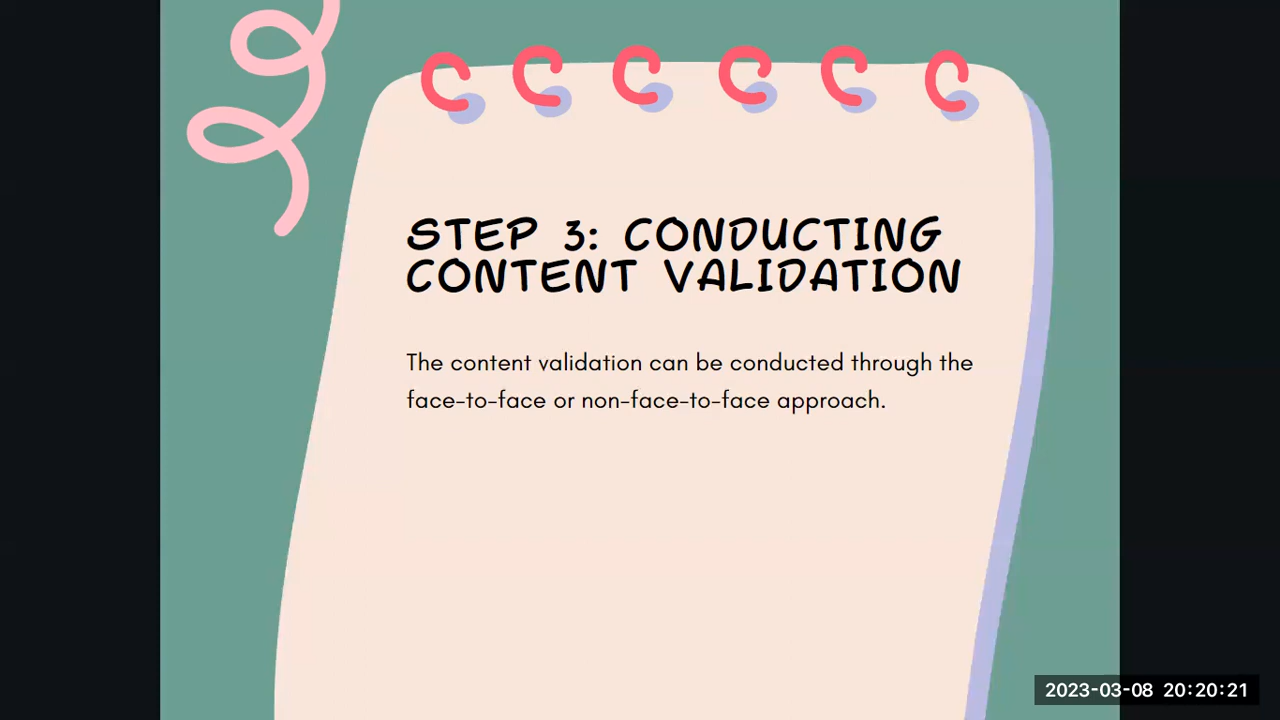 STEP 3: CONDUCTING
CONTENT VALIDATION
The content validation can be conducted through the
face-to-face or non-face-to-face approach.
2023-03-08 20:20:21